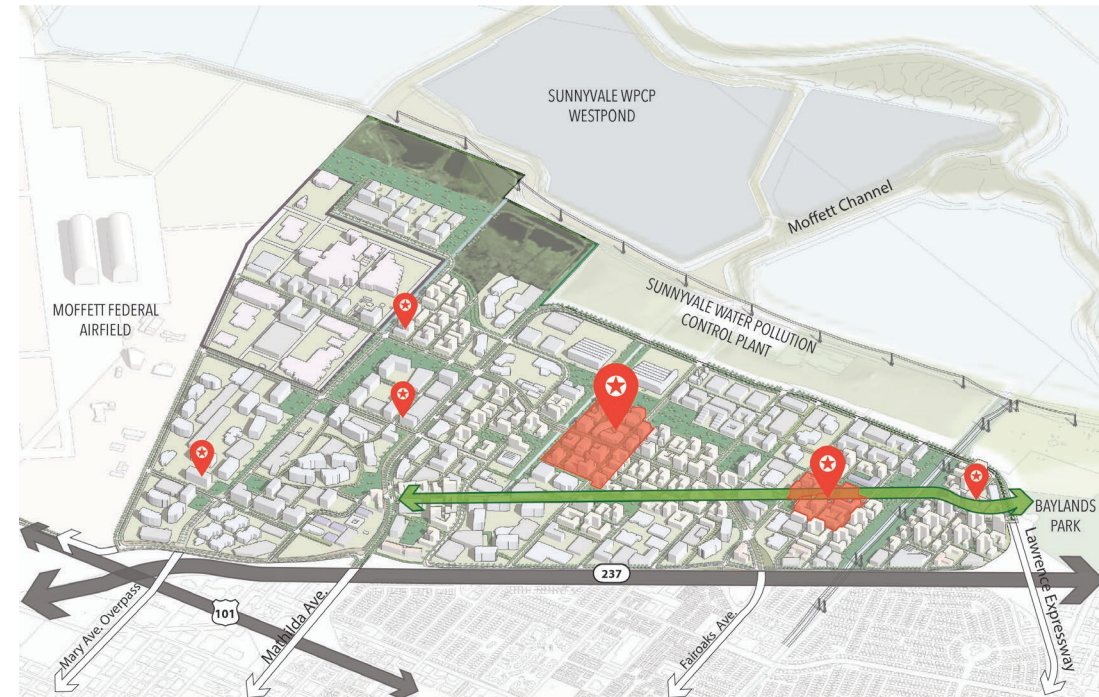 SUNNYVALE WPCP
WESTPOND
Moffett Channel
MOFFETT FEDERAL
AIRFIELD
SUNNYVALE WATER POLLUTION
CONTROL PLANT
BAYLANDS
PARK
237
101
Mary Ave. Overpass
Mathilda Ave.
Fairoaks Ave.
Lawrence Expressway